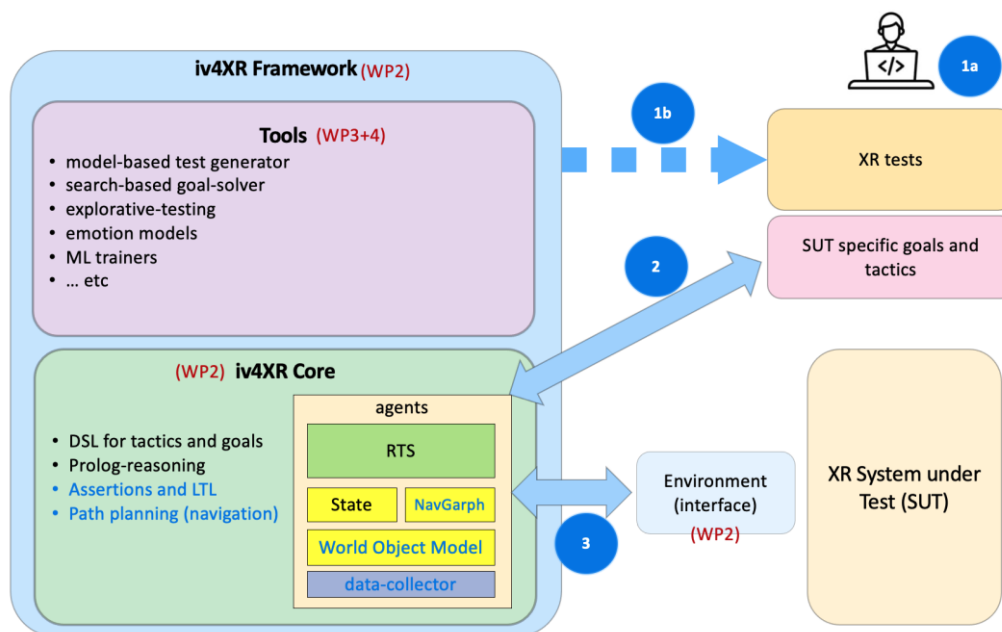 iv4XR Framework (WP2)
Tools (WP3+4)
• model-based test generator
• search-based goal-solver
• explorative-testing
• emotion models
• ML trainers
• … etc
(WP2) iv4XR Core
• DSL for tactics and goals
• Prolog-reasoning
• Assertions and LTL
• Path planning (navigation)
agents
RTS
State
NavGarph
World Object Model
data-collector
1b
2
3
</>
1a
XR tests
SUT specific goals and
tactics
Environment
(interface)
(WP2)
XR System under
Test (SUT)